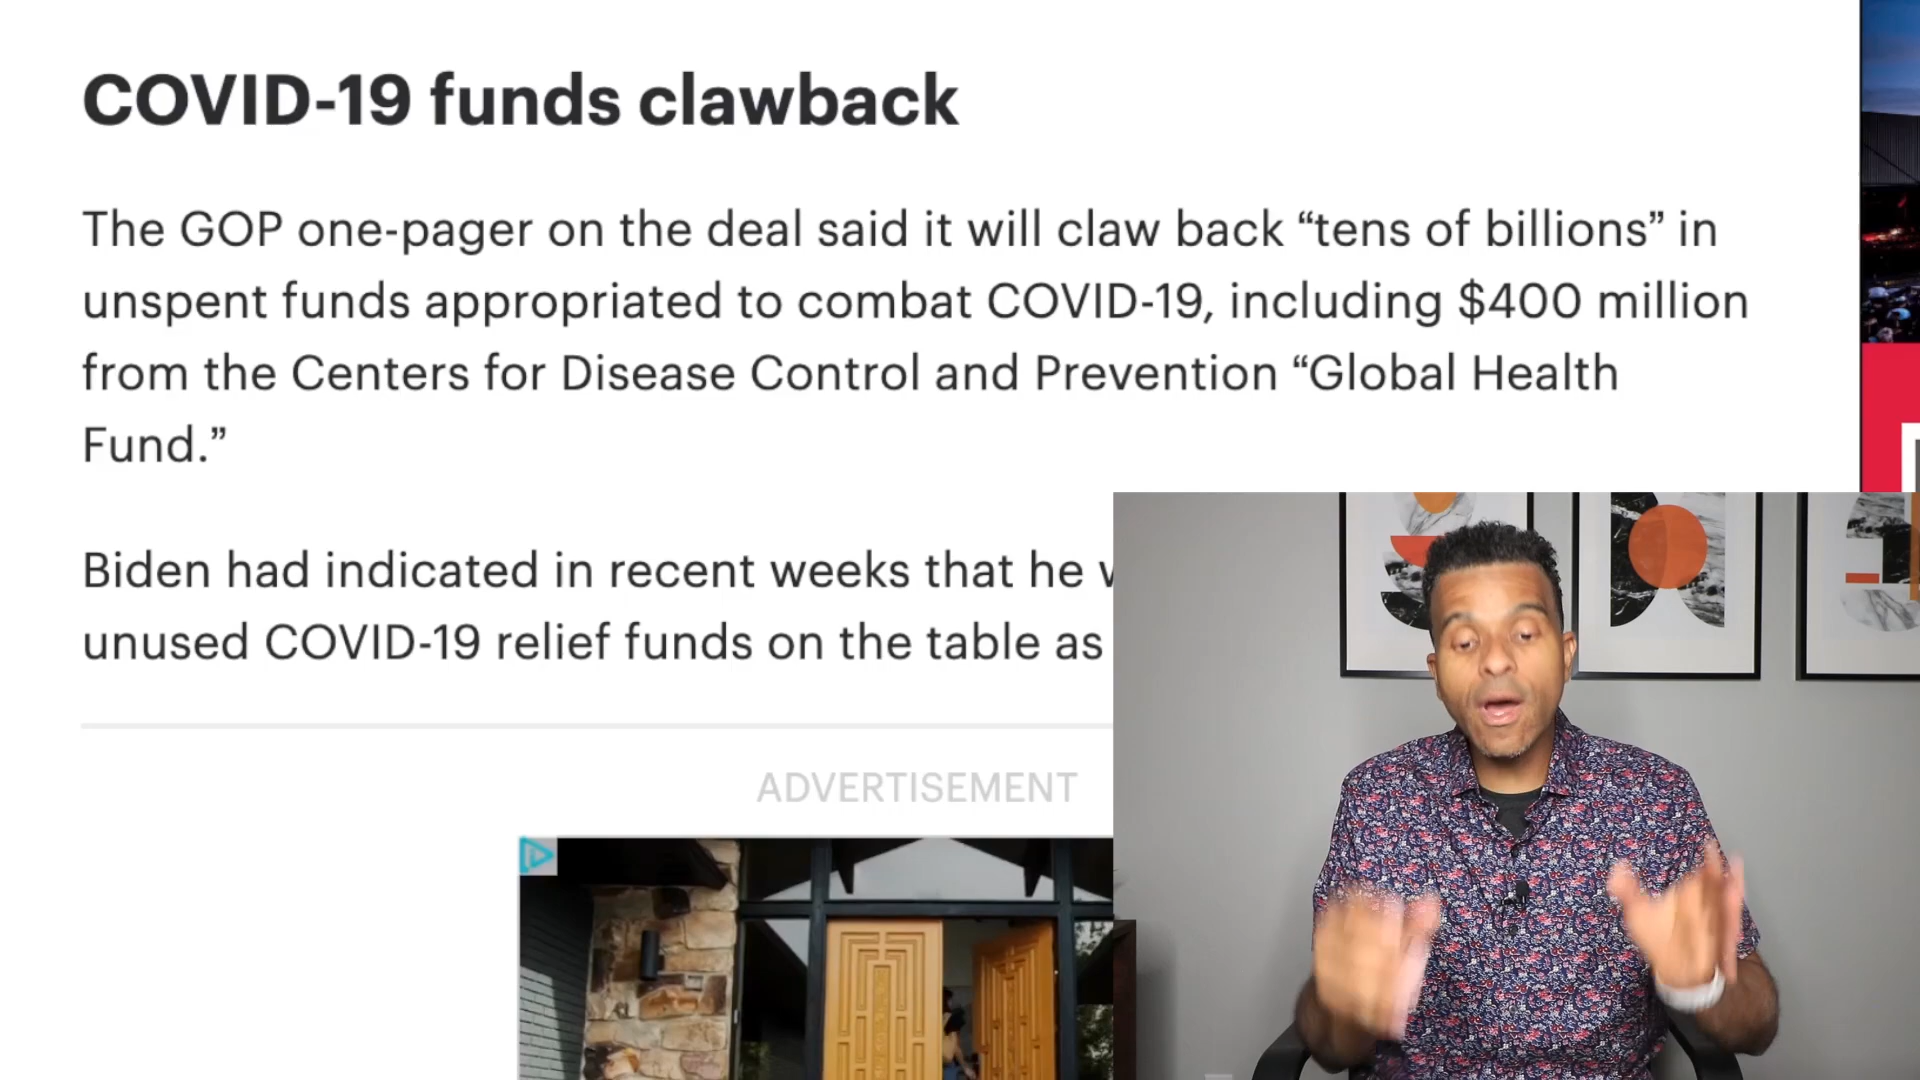 COVID-19 funds clawback
The GOP one-pager on the deal said it will claw back “tens of billions” in
unspent funds appropriated to combat COVID-19, including $400 million
from the Centers for Disease Control and Prevention “Global Health
Fund.”
Biden had indicated in recent weeks that he
unused COVID-19 relief funds on the table as
ADVERTISEMENT